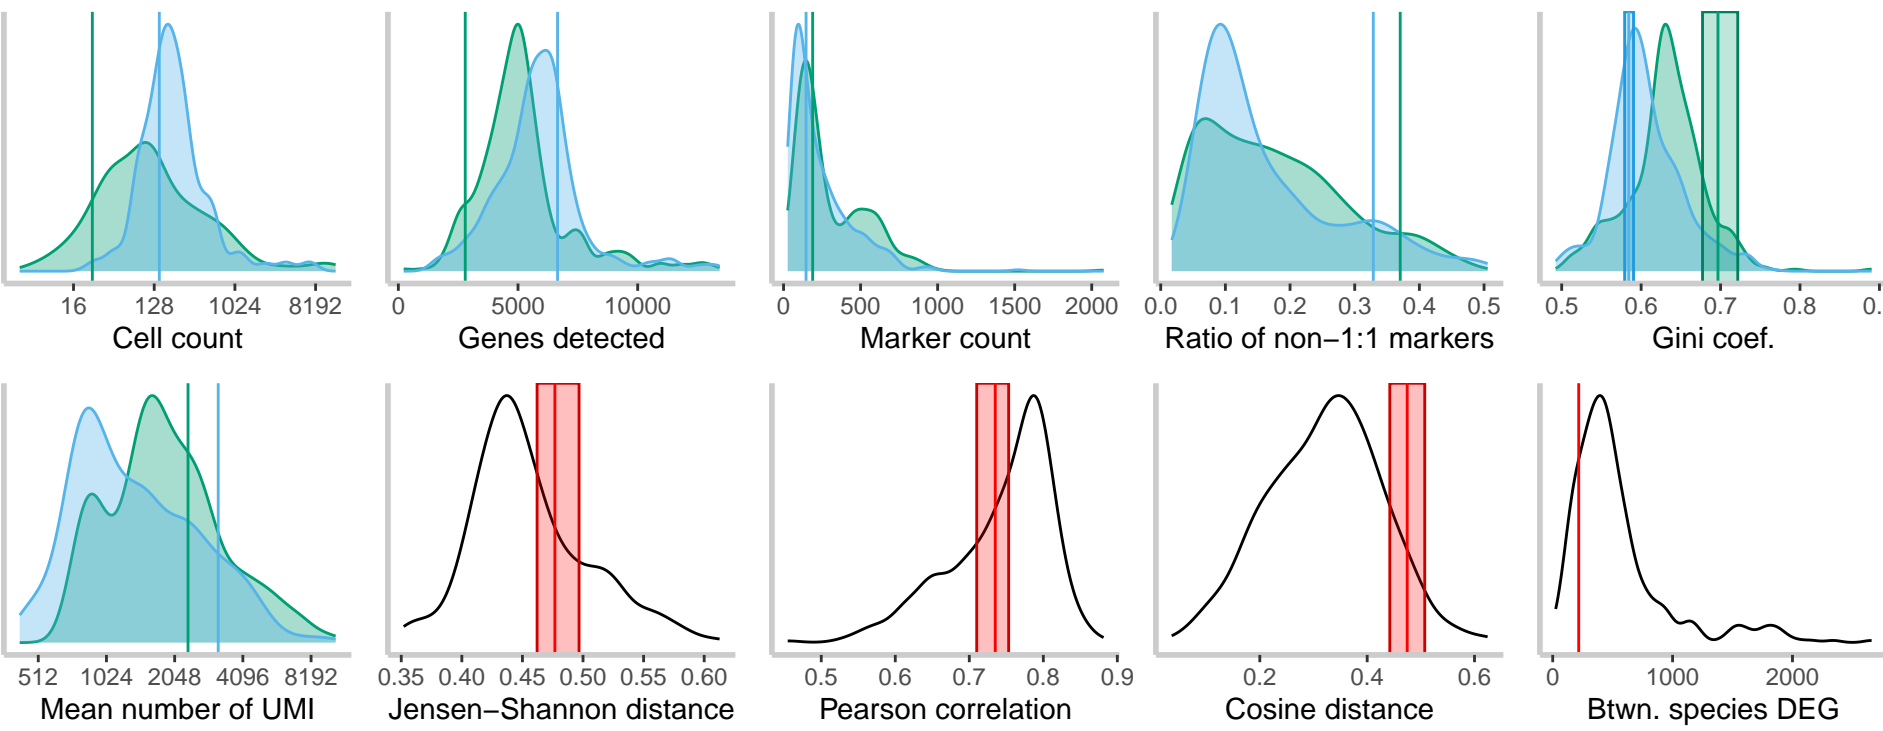 16 128 1024 8192
Cell count
0 5000 10000
Genes detected
0 500 1000 1500 2000
Marker count
0.0 0.1 0.2 0.3 0.4 0.5
Ratio of non−1:1 markers
0.5 0.6 0.7 0.8 0.
Gini coef.
512 1024 2048 4096 8192
Mean number of UMI
0.35 0.40 0.45 0.50 0.55 0.60
Jensen−Shannon distance
0.5 0.6 0.7 0.8 0.9
Pearson correlation
0.2 0.4 0.6
Cosine distance
0 1000 2000
Btwn. species DEG